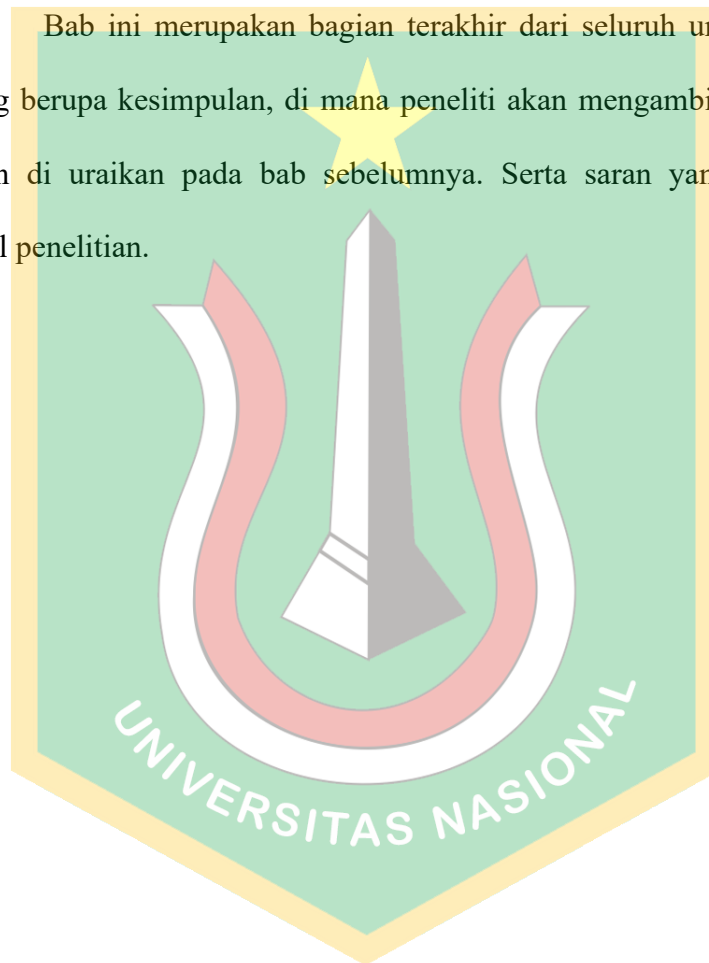 Bab ini merupakan bagian terakhir dari seluruh
berupa kesimpulan, di mana peneliti akan
di uraikan pada bab sebelumnya. Serta saran
penelitian.
UNIVERSITAS NASIONAL